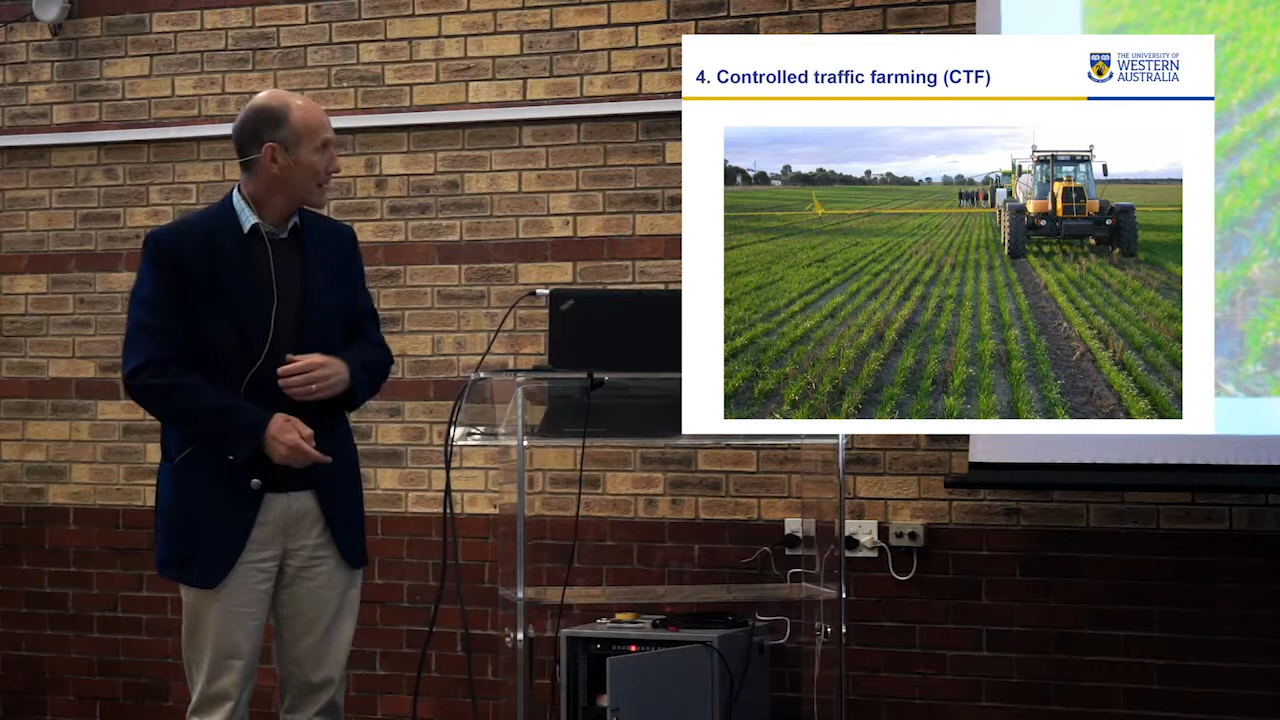 4. Controlled traffic farming (CTF)
THE UNIVERSITY OF
WESTERN
AUSTRALIA